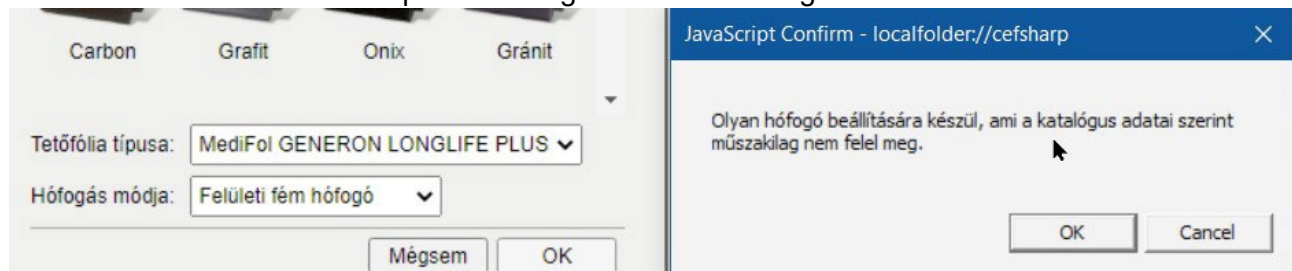 JavaScript Confirm - localfolder://cefsharp
Carbon Grafit Onix Gránit
Olyan hófogó beállítására készül, ami a katalógus adatai szerint
műszakilag nem felel meg.
Tetőfólia típusa: MediFol GENERON LONGLIFE PLUS
Hófogás módja: Felületi fém hófogó
OK Cancel
Mégsem OK